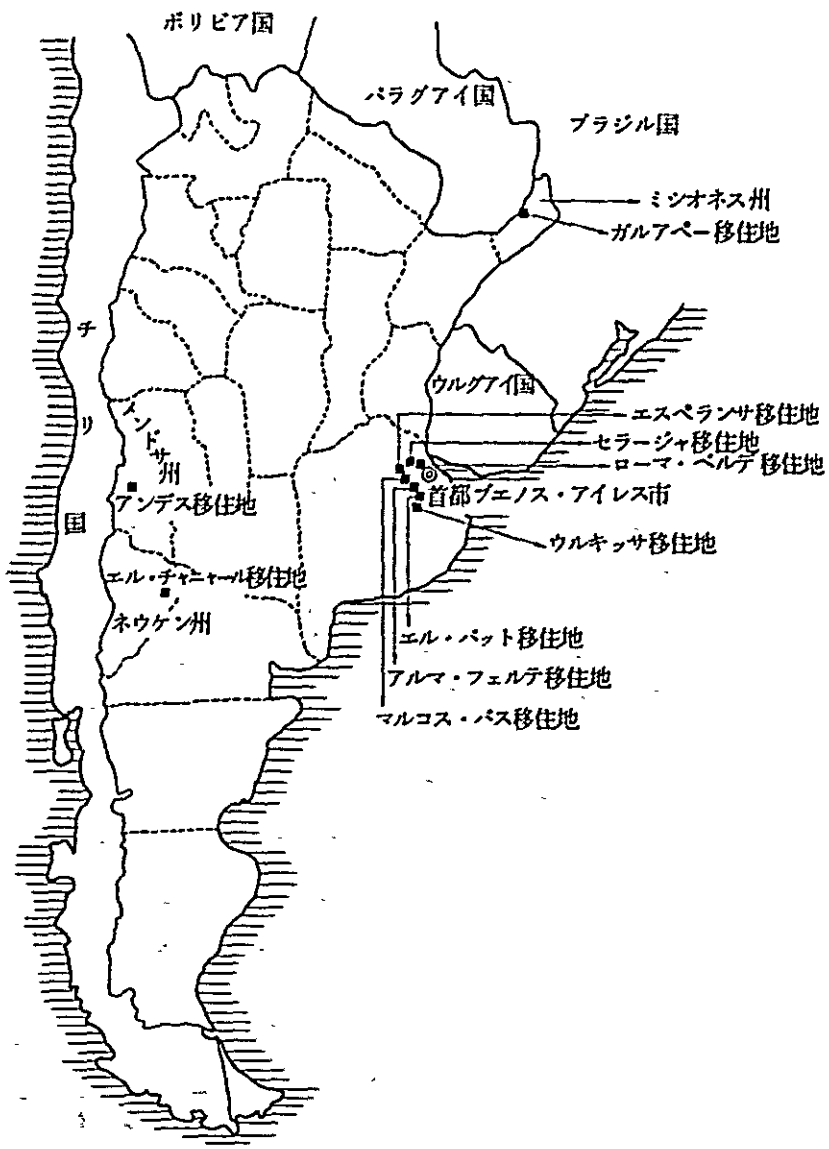 ボリビア国
パラグアイ国
ブラジル国
ミシオネス州
ガルアペー移住地
チリ国
ウルグアイ国
メンドサ州
エスペランサ移住地
セラージャ移住地
ローマ・ベルデ移住地
アンデス移住地
首都ブエノス・アイレス市
ウルキッサ移住地
エル・チャニャール移住地
ネウケン州
エル・パット移住地
アルマ・フェルテ移住地
マルコス・パス移住地